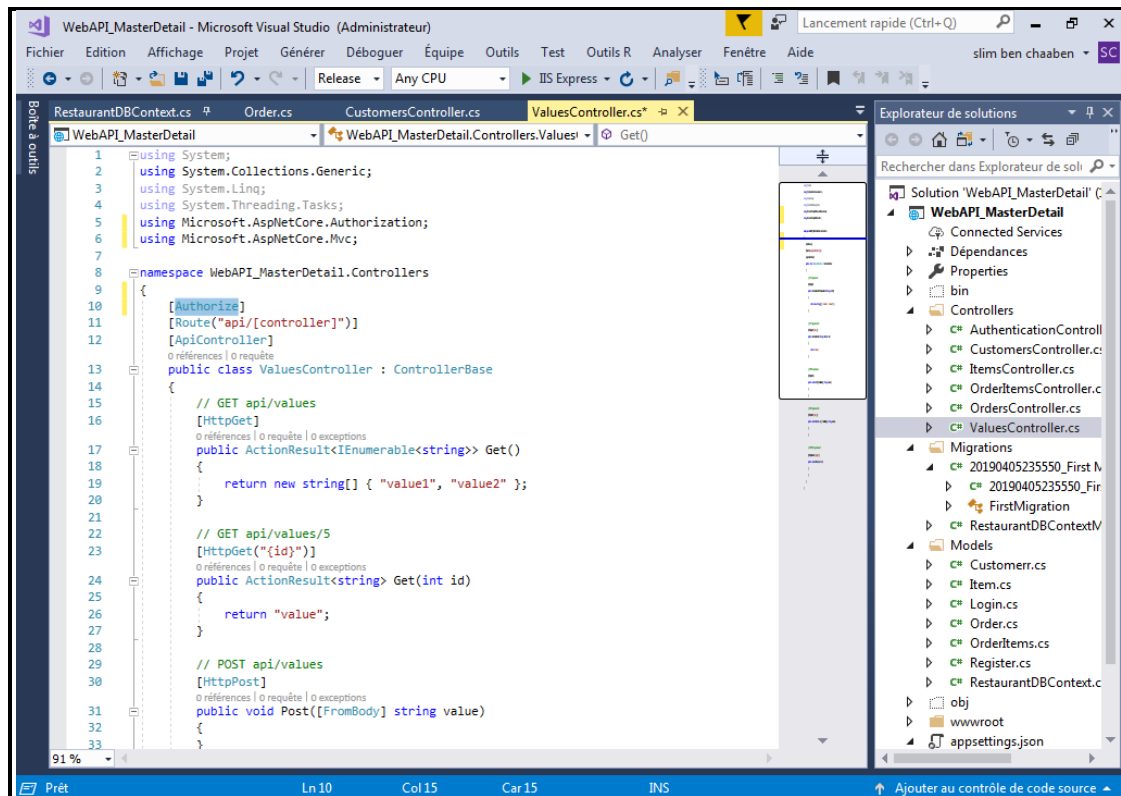 WebAPI_MasterDetail - Microsoft Visual Studio (Administrateur)
Lancement rapide (Ctrl+Q)
Fichier Edition Affichage Projet Générer Déboguer Équipe Outils Test Outils R Analyser Fenêtre Aide
slim ben chaaben SC
Release Any CPU IIS Express
Boîte à outils
RestaurantDBContext.cs Order.cs CustomersController.cs ValuesController.cs*
WebAPI_MasterDetail WebAPI_MasterDetail.Controllers.Values Get()
1 using System;
2 using System.Collections.Generic;
3 using System.Linq;
4 using System.Threading.Tasks;
5 using Microsoft.AspNetCore.Authorization;
6 using Microsoft.AspNetCore.Mvc;
7
8 namespace WebAPI_MasterDetail.Controllers
9 {
10 [Authorize]
11 [Route("api/[controller]")]
12 [ApiController]
0 références | 0 requête
13 public class ValuesController : ControllerBase
14 {
15 // GET api/values
16 [HttpGet]
0 références | 0 requête | 0 exceptions
17 public ActionResult<IEnumerable<string>> Get()
18 {
19 return new string[] { "value1", "value2" };
20 }
21
22 // GET api/values/5
23 [HttpGet("{id}")]
0 références | 0 requête | 0 exceptions
24 public ActionResult<string> Get(int id)
25 {
26 return "value";
27 }
28
29 // POST api/values
30 [HttpPost]
0 références | 0 requête | 0 exceptions
31 public void Post([FromBody] string value)
32 {
33 }
91 %
Explorateur de solutions
Rechercher dans Explorateur de solu
Solution 'WebAPI_MasterDetail' (
WebAPI_MasterDetail
Connected Services
Dépendances
Properties
bin
Controllers
C# AuthenticationControll
C# CustomersController.cs
C# ItemsController.cs
C# OrderItemsController.c
C# OrdersController.cs
C# ValuesController.cs
Migrations
C# 20190405235550_First M
C# 20190405235550_Fir
FirstMigration
C# RestaurantDBContextM
Models
C# Customerr.cs
C# Item.cs
C# Login.cs
C# Order.cs
C# OrderItems.cs
C# Register.cs
C# RestaurantDBContext.c
obj
wwwroot
appsettings.json
Prêt Ln 10 Col 15 Car 15 INS Ajouter au contrôle de code source